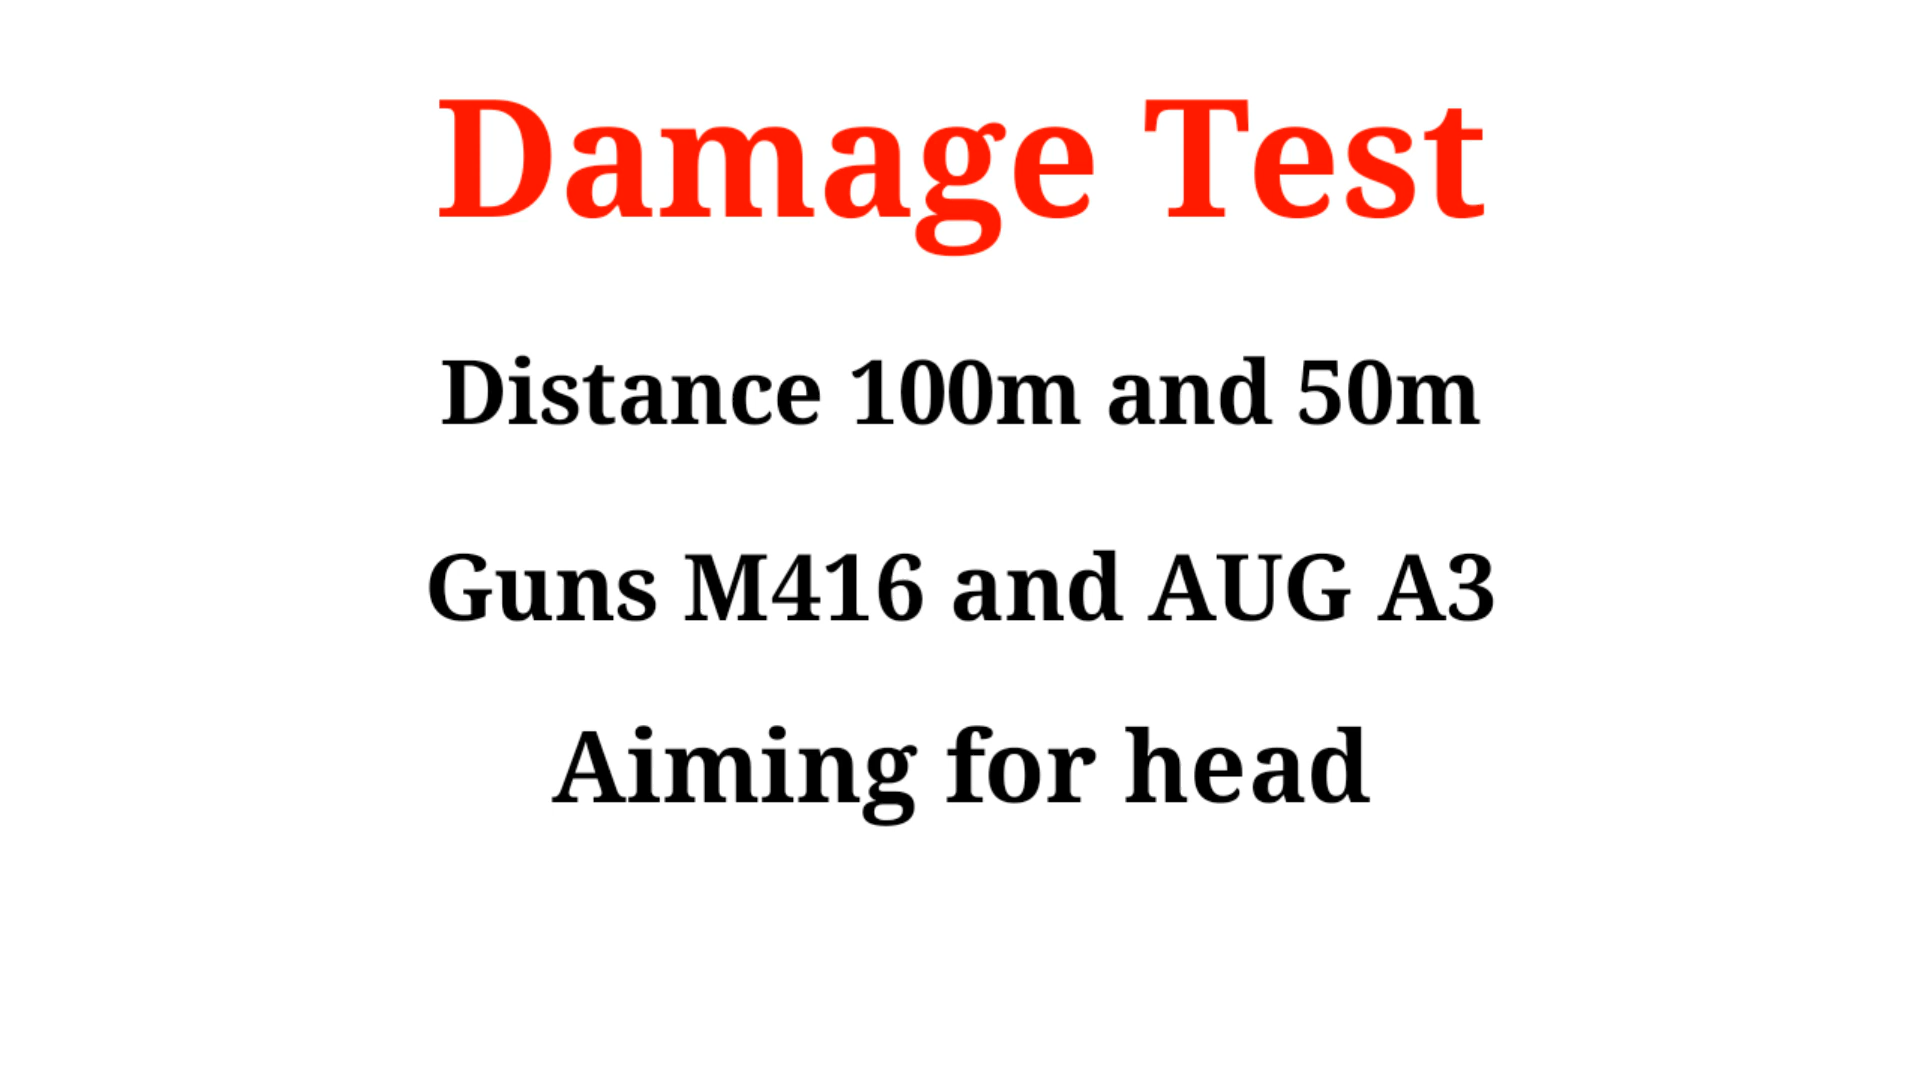 Damage Test
Distance 100m and 50m
Guns M416 and AUG A3
Aiming for head